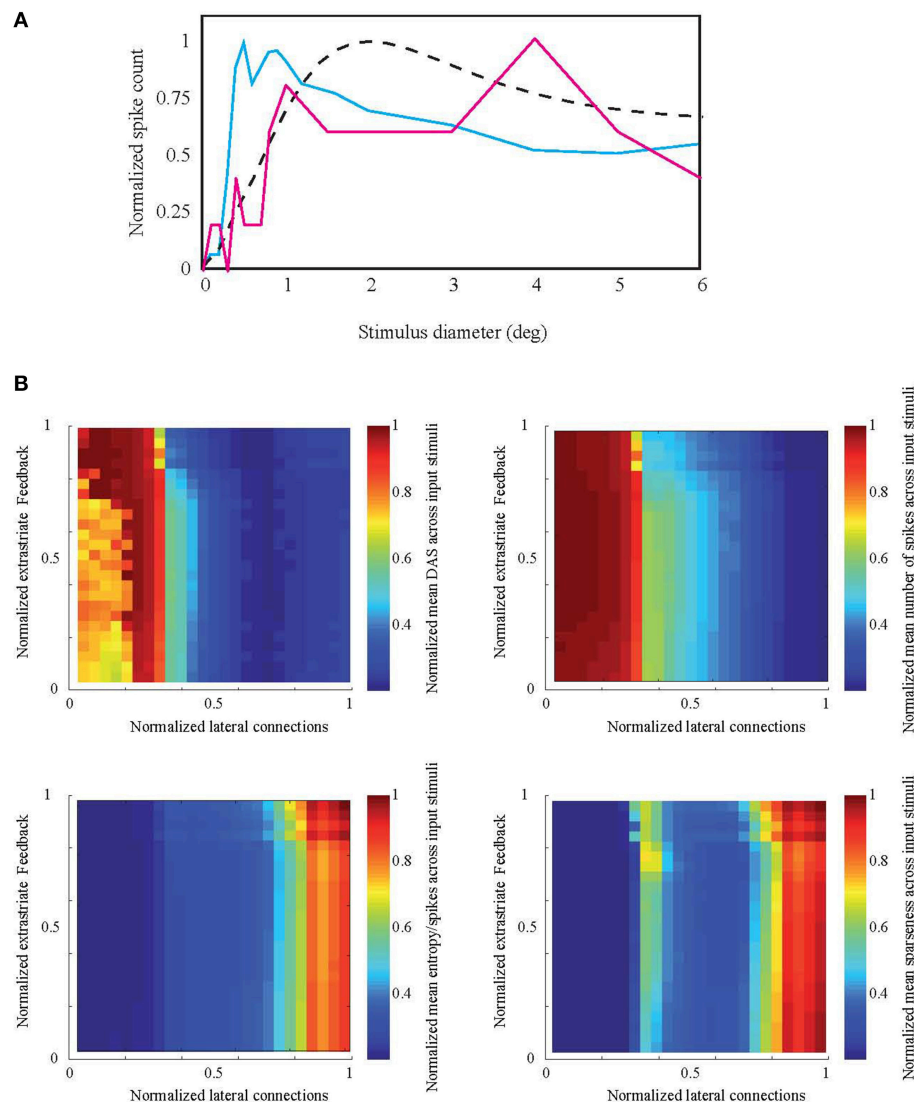 A
Normalized spike count
1
0.75
0.5
0.25
0
0 1 2 3 4 5 6
Stimulus diameter (deg)
B
Normalized extrastriate Feedback
1
0.5
0
0 0.5 1
Normalized lateral connections
1
0.8
0.6
0.4
Normalized mean DAS across input stimuli
Normalized extrastriate Feedback
1
0.5
0
0 0.5 1
Normalized lateral connections
1
0.8
0.6
0.4
Normalized mean number of spikes across input stimuli
Normalized extrastriate Feedback
1
0.5
0
0 0.5 1
Normalized lateral connections
1
0.8
0.6
0.4
Normalized mean entropy/spikes across input stimuli
Normalized extrastriate Feedback
1
0.5
0
0 0.5 1
Normalized lateral connections
1
0.8
0.6
0.4
Normalized mean sparseness across input stimuli